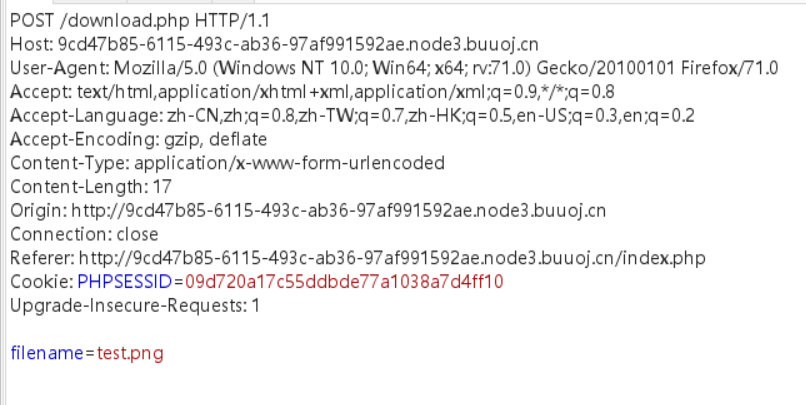 POST /download.php HTTP/1.1
Host: 9cd47b85-6115-493c-ab36-97af991592ae.node3.buuoj.cn
User-Agent: Mozilla/5.0 (Windows NT 10.0; Win64; x64; rv:71.0) Gecko/20100101 Firefox/71.0
Accept: text/html,application/xhtml+xml,application/xml;q=0.9,*/*;q=0.8
Accept-Language: zh-CN,zh;q=0.8,zh-TW;q=0.7,zh-HK;q=0.5,en-US;q=0.3,en;q=0.2
Accept-Encoding: gzip, deflate
Content-Type: application/x-www-form-urlencoded
Content-Length: 17
Origin: http://9cd47b85-6115-493c-ab36-97af991592ae.node3.buuoj.cn
Connection: close
Referer: http://9cd47b85-6115-493c-ab36-97af991592ae.node3.buuoj.cn/index.php
Cookie: PHPSESSID=09d720a17c55ddbde77a1038a7d4ff10
Upgrade-Insecure-Requests: 1
filename=test.png